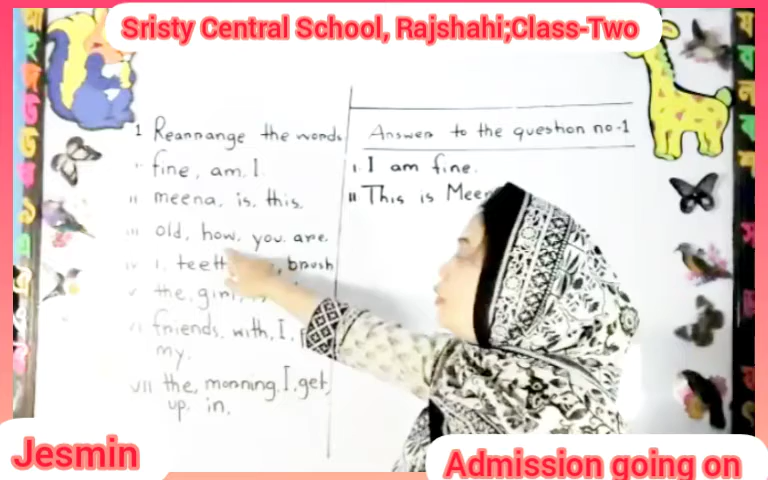 Sristy Central School, Rajshahi;Class-Two
1 Rearrange the words
i fine, am, I.
ii meena, is, this.
iii old, how, you, are.
iv I, teeth, brush
v the, girl,
vi friends, with, I,
my.
vii the, morning, I, get,
up, in.
Answer to the question no-1
i. I am fine.
ii This is Meena
Jesmin
Admission going on